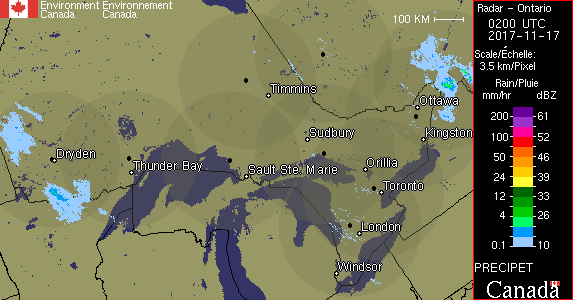 Environment Environnement
Canada Canada
100 KM
Timmins
Ottawa
Sudbury
Kingston
Dryden
Thunder Bay
Sault Ste. Marie
Orillia
Toronto
London
Windsor
Radar - Ontario
0200 UTC
2017-11-17
Scale/Échelle:
3.5 km/Pixel
Rain/Pluie
mm/hr dBZ
200 61
100 52
50 46
24 39
12 33
4 26
0.1 10
PRECIPET
Canada